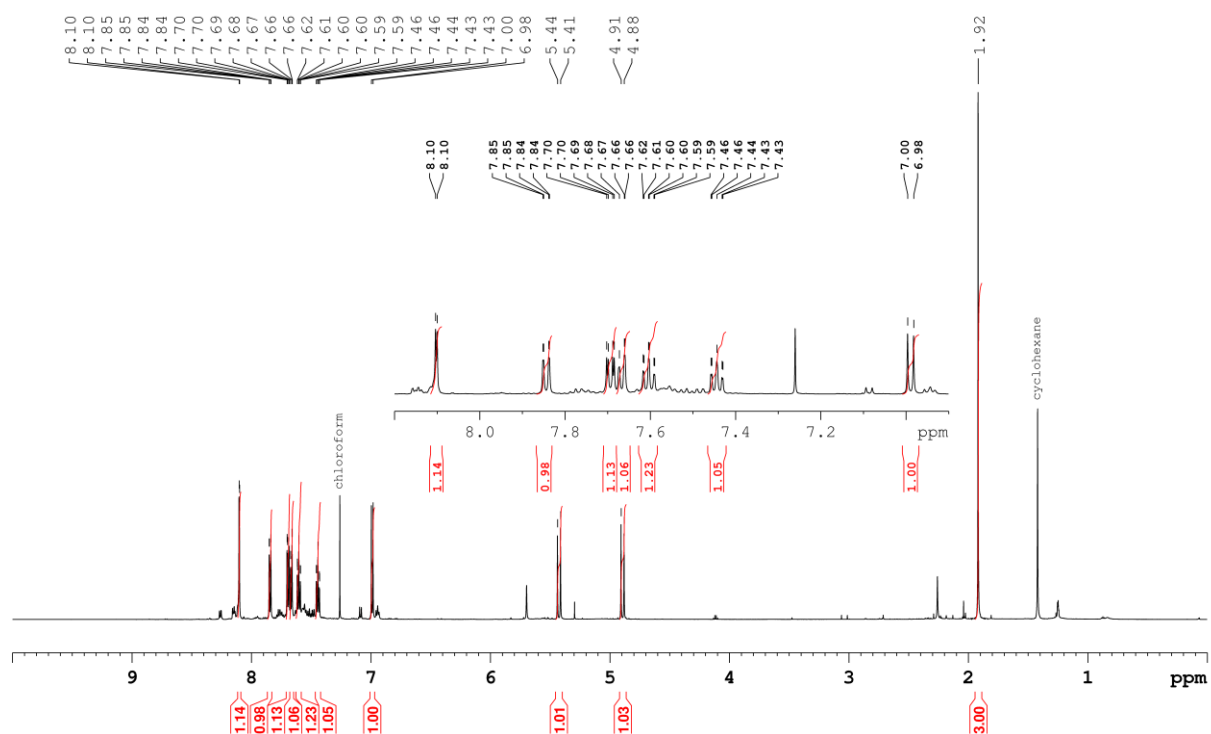 8.10 8.10 7.85 7.85 7.84 7.84 7.70 7.70 7.69 7.68 7.67 7.66 7.66 7.62 7.61 7.60 7.60 7.59 7.59 7.46 7.46 7.44 7.43 7.43 7.00 6.98 5.44 5.41 4.91 4.88 1.92
8.10 8.10 7.85 7.85 7.84 7.84 7.70 7.70 7.69 7.68 7.67 7.66 7.66 7.62 7.61 7.60 7.60 7.59 7.59 7.46 7.46 7.44 7.43 7.43 7.00 6.98
cyclohexane
8.0 7.8 7.6 7.4 7.2 ppm
chloroform
1.14 0.98 1.13 1.06 1.23 1.05 1.00
9 8 7 6 5 4 3 2 1 ppm
1.14 0.98 1.13 1.06 1.23 1.05 1.00 1.01 1.03 3.00